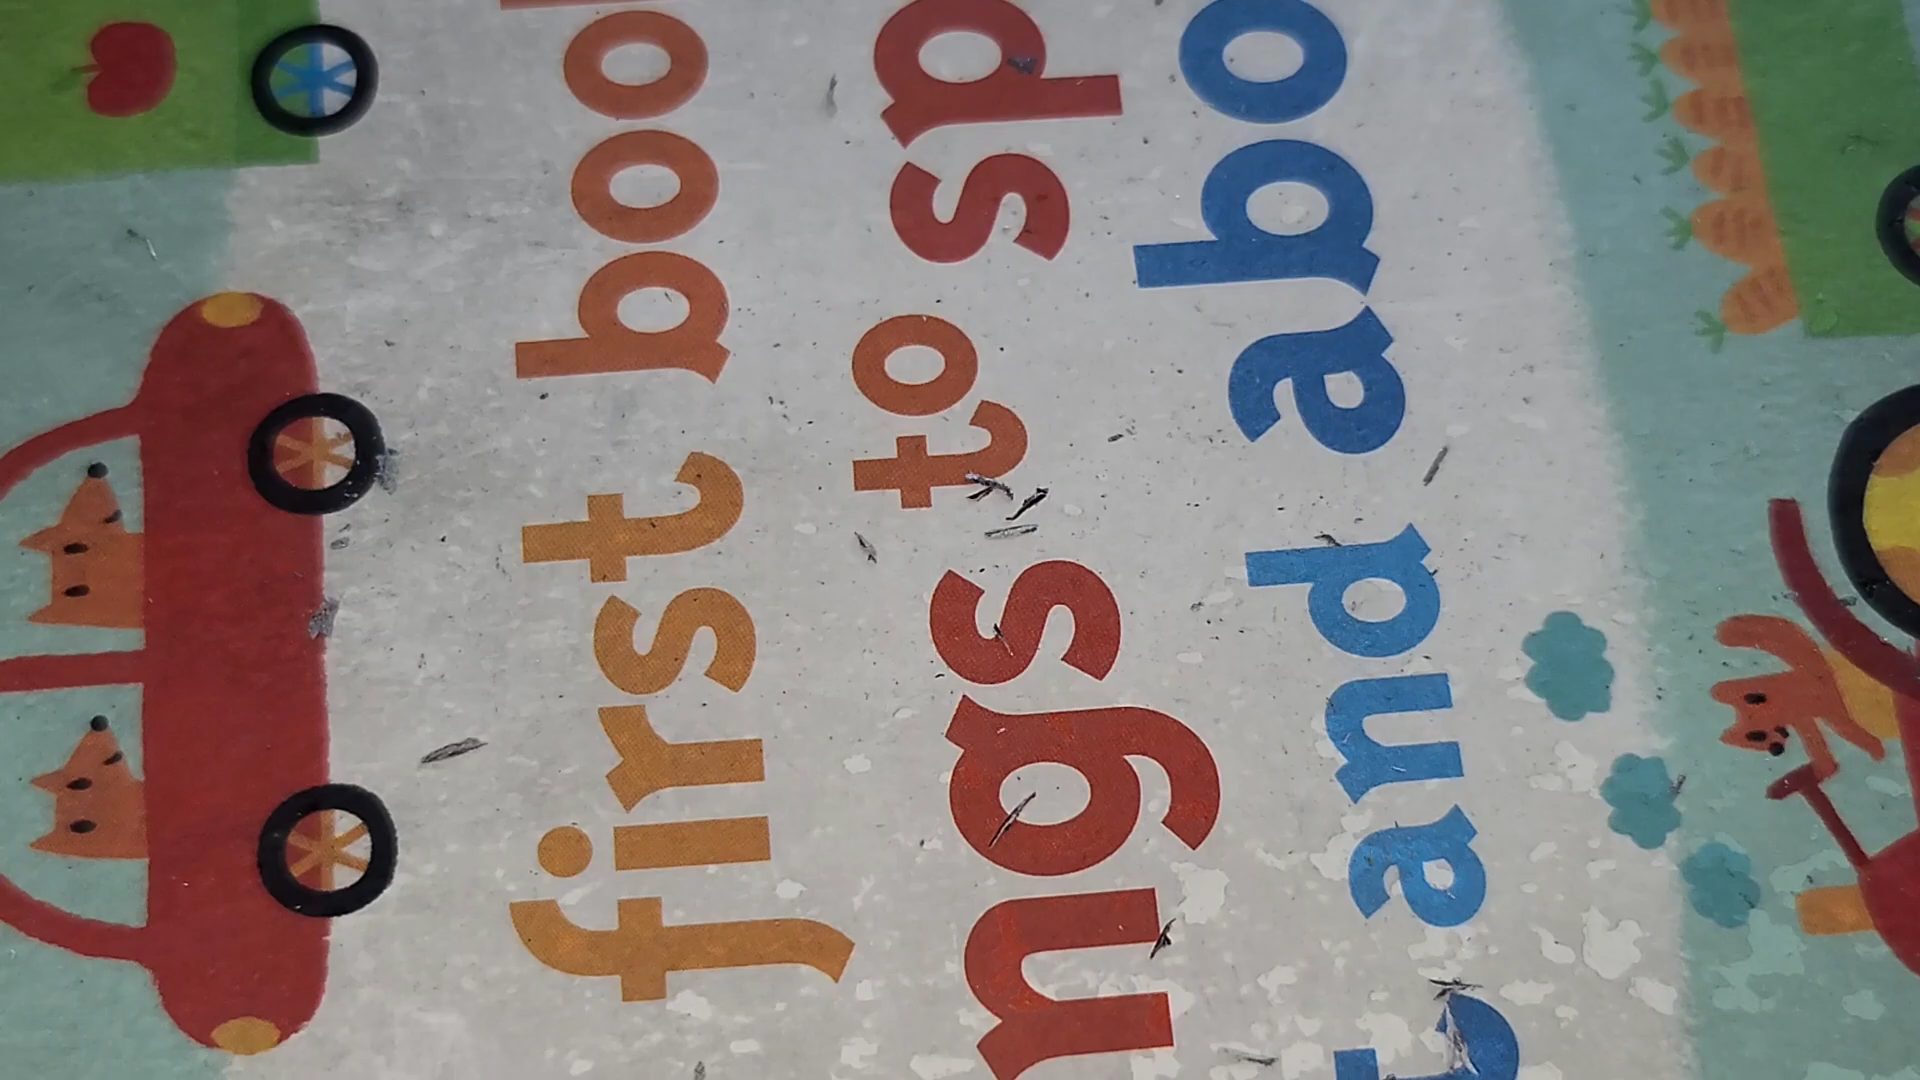 first boo
ngs to sp
t and abo